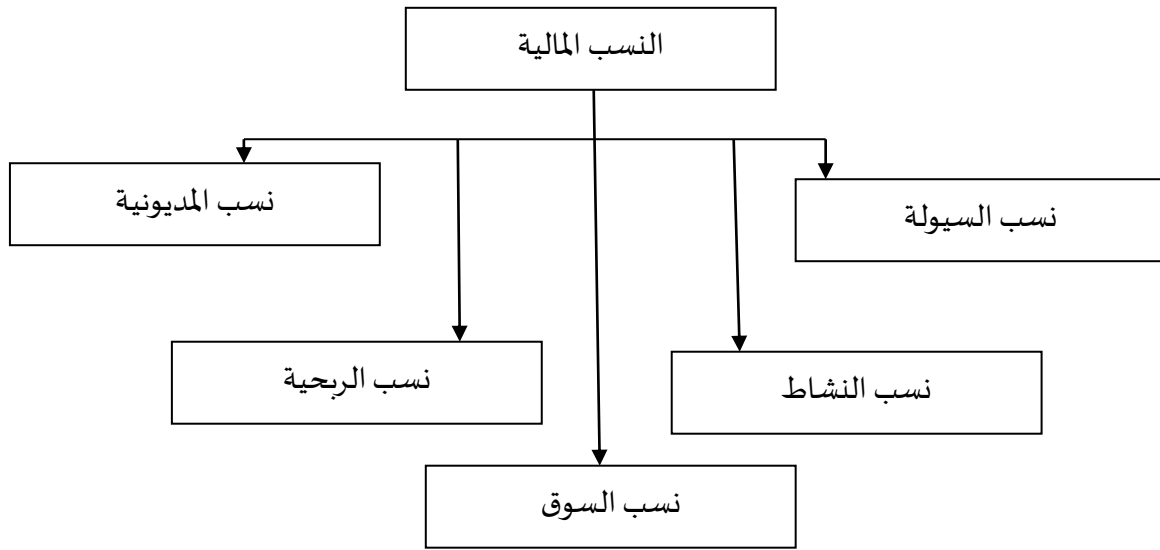 النسب المالية
نسب السيولة
نسب المديونية
نسب النشاط
نسب الربحية
نسب السوق